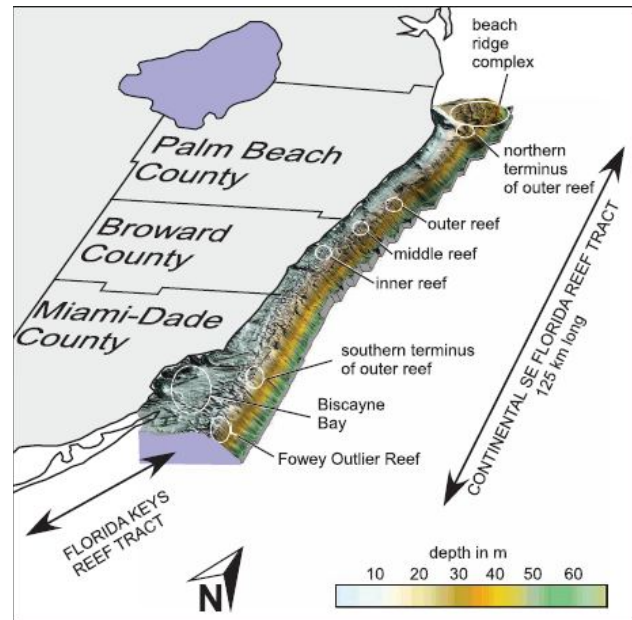 beach
ridge
complex
northern
terminus
of outer reef
Palm Beach
County
outer reef
Broward
County
middle reef
inner reef
Miami-Dade
County
southern terminus
of outer reef
Biscayne
Bay
Fowey Outlier Reef
CONTINENTAL SE FLORIDA REEF TRACT
125 km long
FLORIDA KEYS
REEF TRACT
N
depth in m
10 20 30 40 50 60